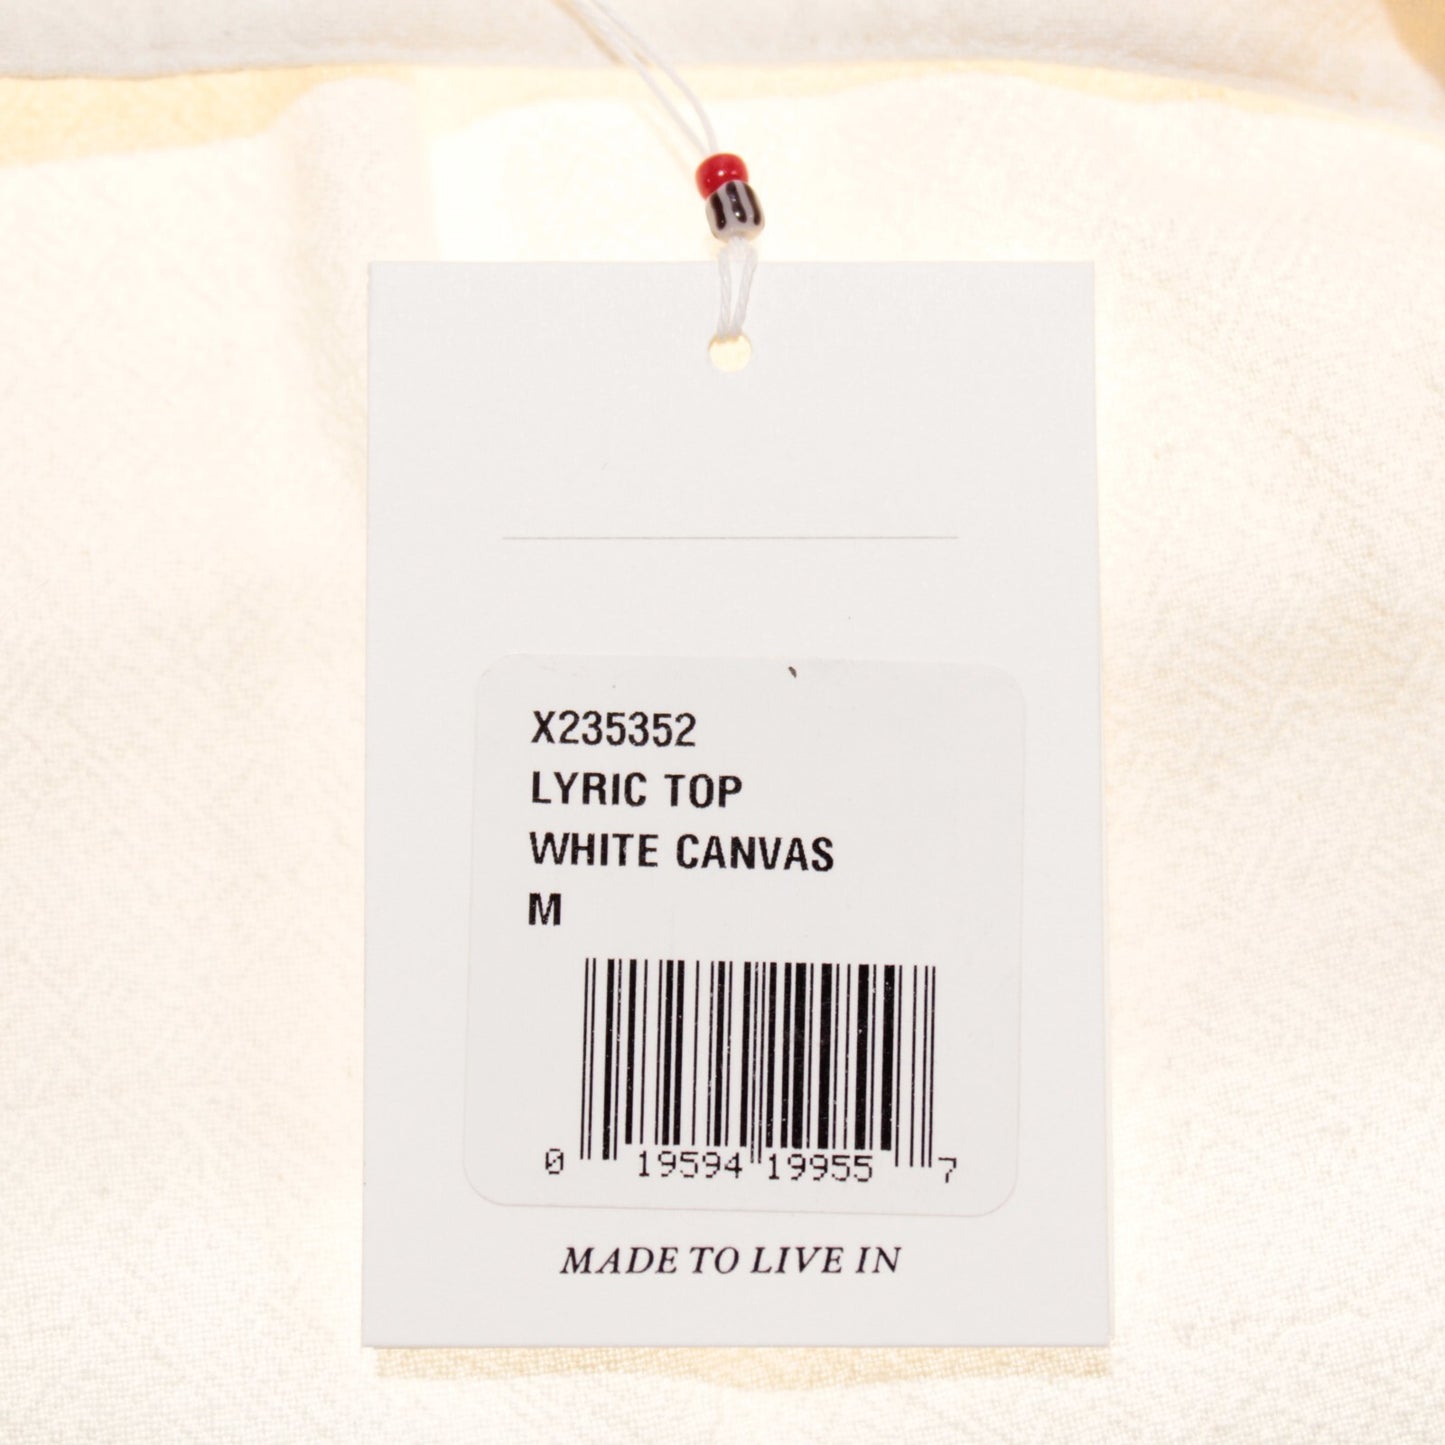 X235352
LYRIC TOP
WHITE CANVAS
M
0 19594 19955 7
MADE TO LIVE IN